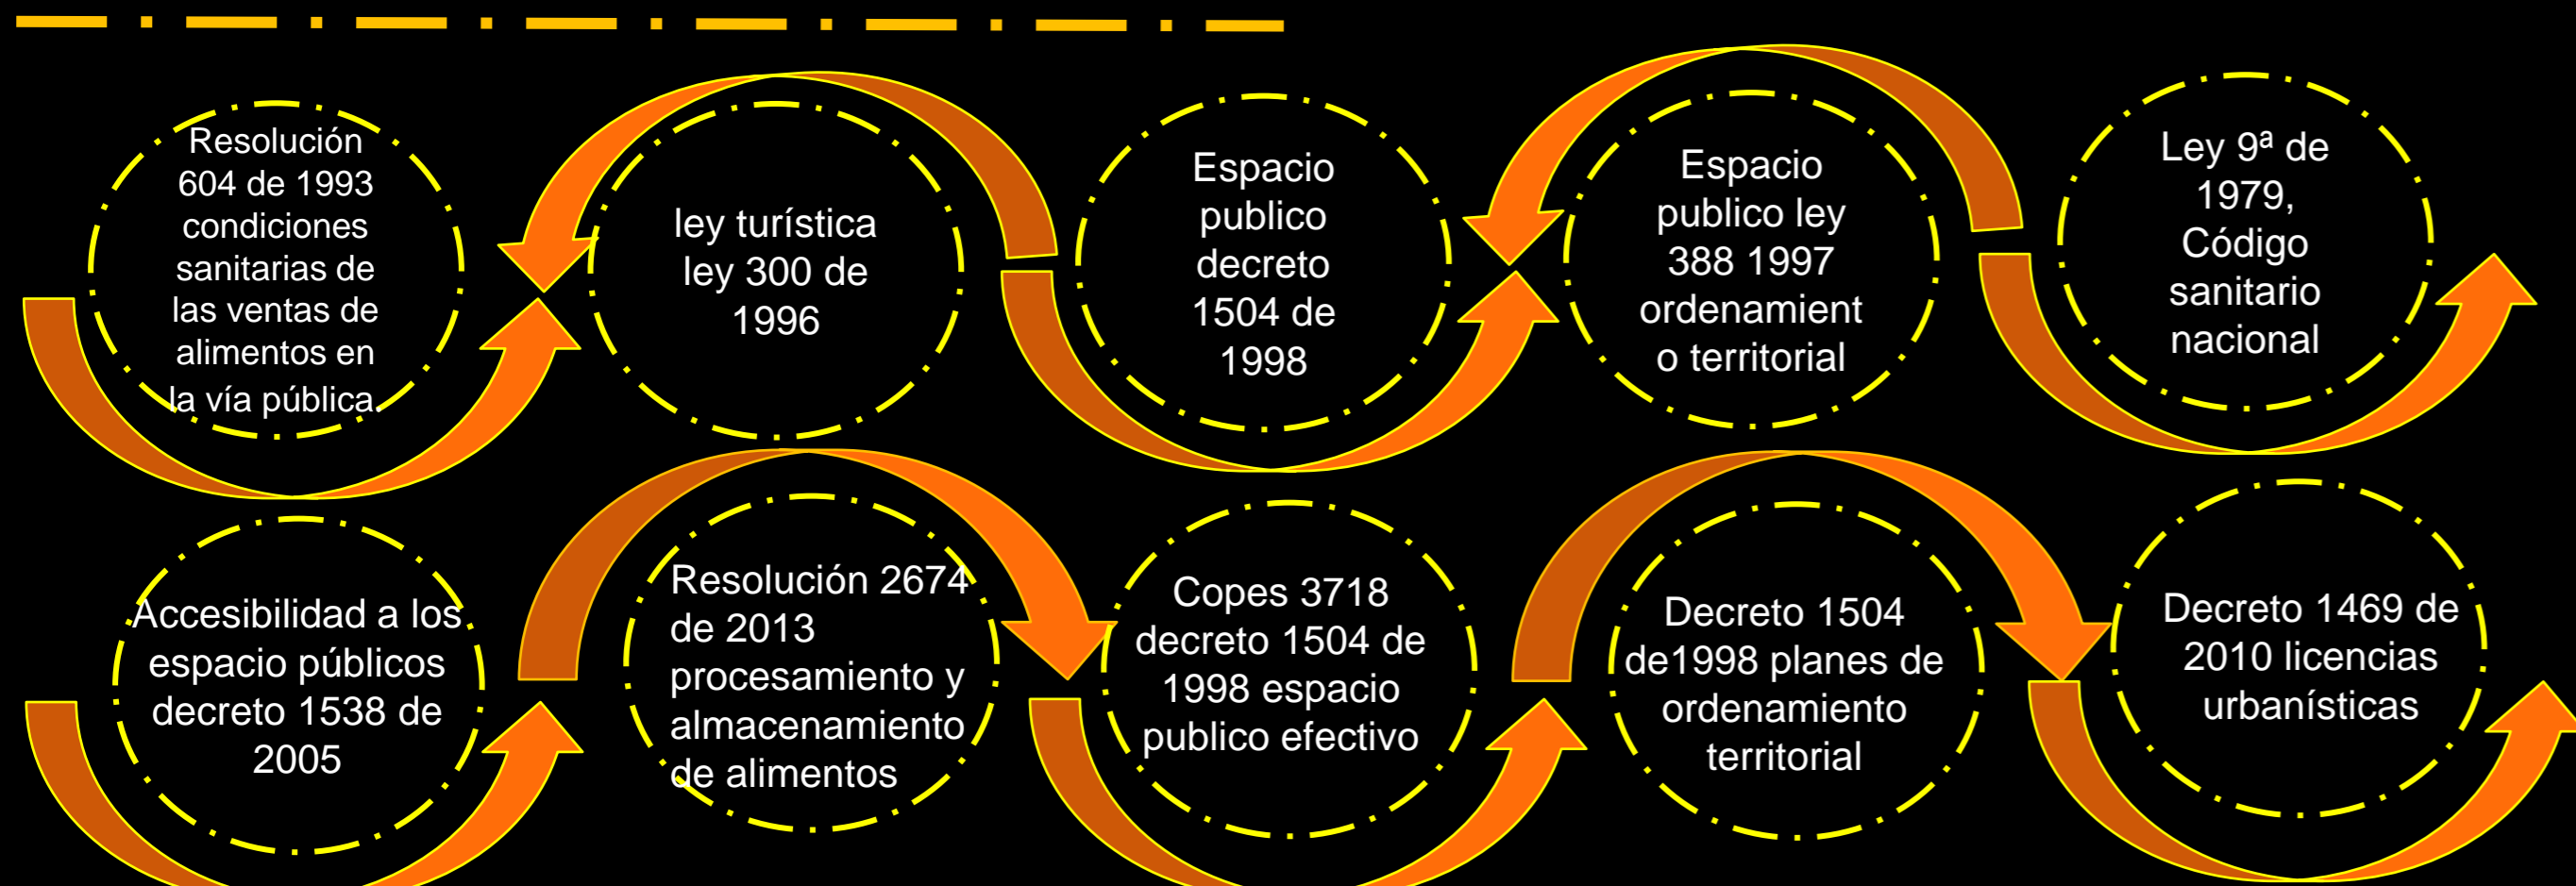 Resolución
604 de 1993
condiciones
sanitarias de
las ventas de
alimentos en
la vía pública.
ley turística
ley 300 de
1996
Espacio
publico
decreto
1504 de
1998
Espacio
publico ley
388 1997
ordenamient
o territorial
Ley 9ª de
1979,
Código
sanitario
nacional
Accesibilidad a los
espacio públicos
decreto 1538 de
2005
Resolución 2674
de 2013
procesamiento y
almacenamiento
de alimentos
Copes 3718
decreto 1504 de
1998 espacio
publico efectivo
Decreto 1504
de1998 planes de
ordenamiento
territorial
Decreto 1469 de
2010 licencias
urbanísticas